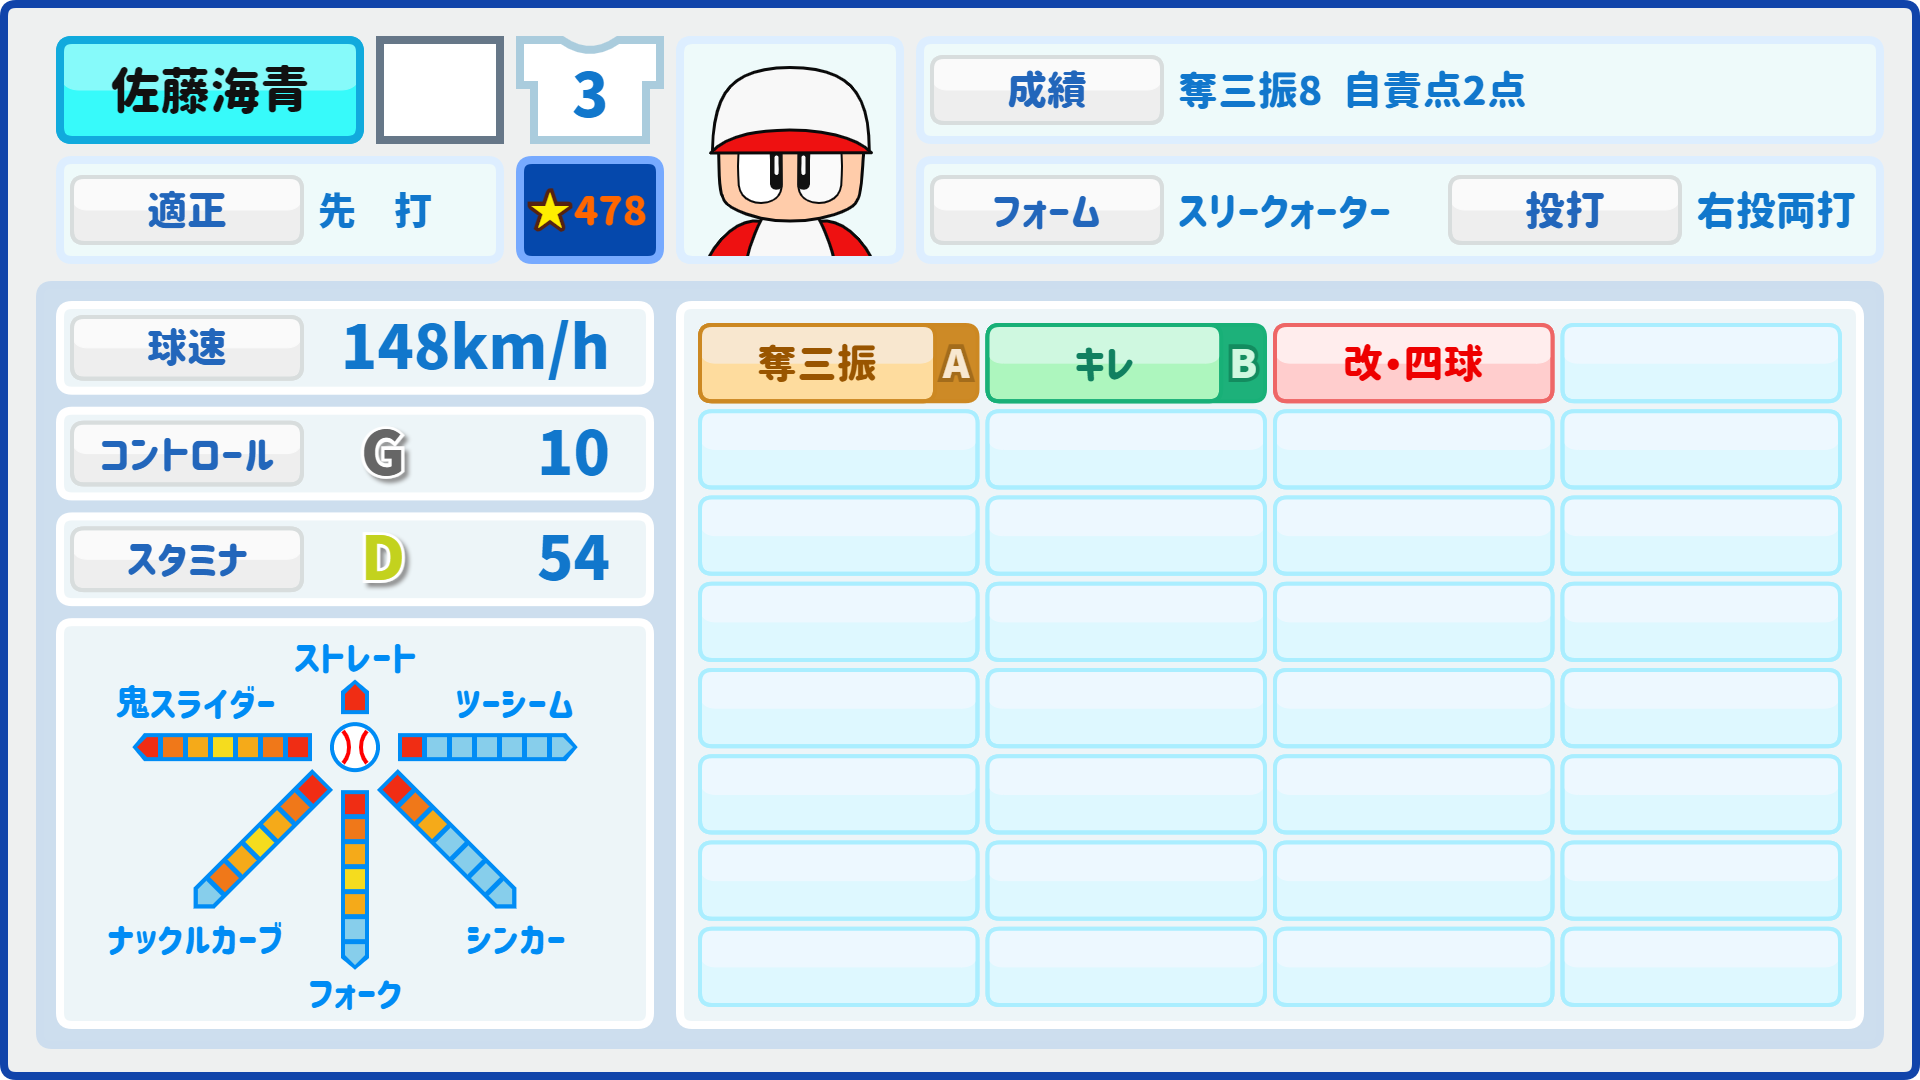 佐藤海青
3
成績 奪三振8 自責点2点
適正 先 打
★478
フォーム スリークォーター 投打 右投両打
球速 148km/h
コントロール G 10
スタミナ D 54
奪三振 A
キレ B
改・四球
ストレート
鬼スライダー
ツーシーム
ナックルカーブ
シンカー
フォーク